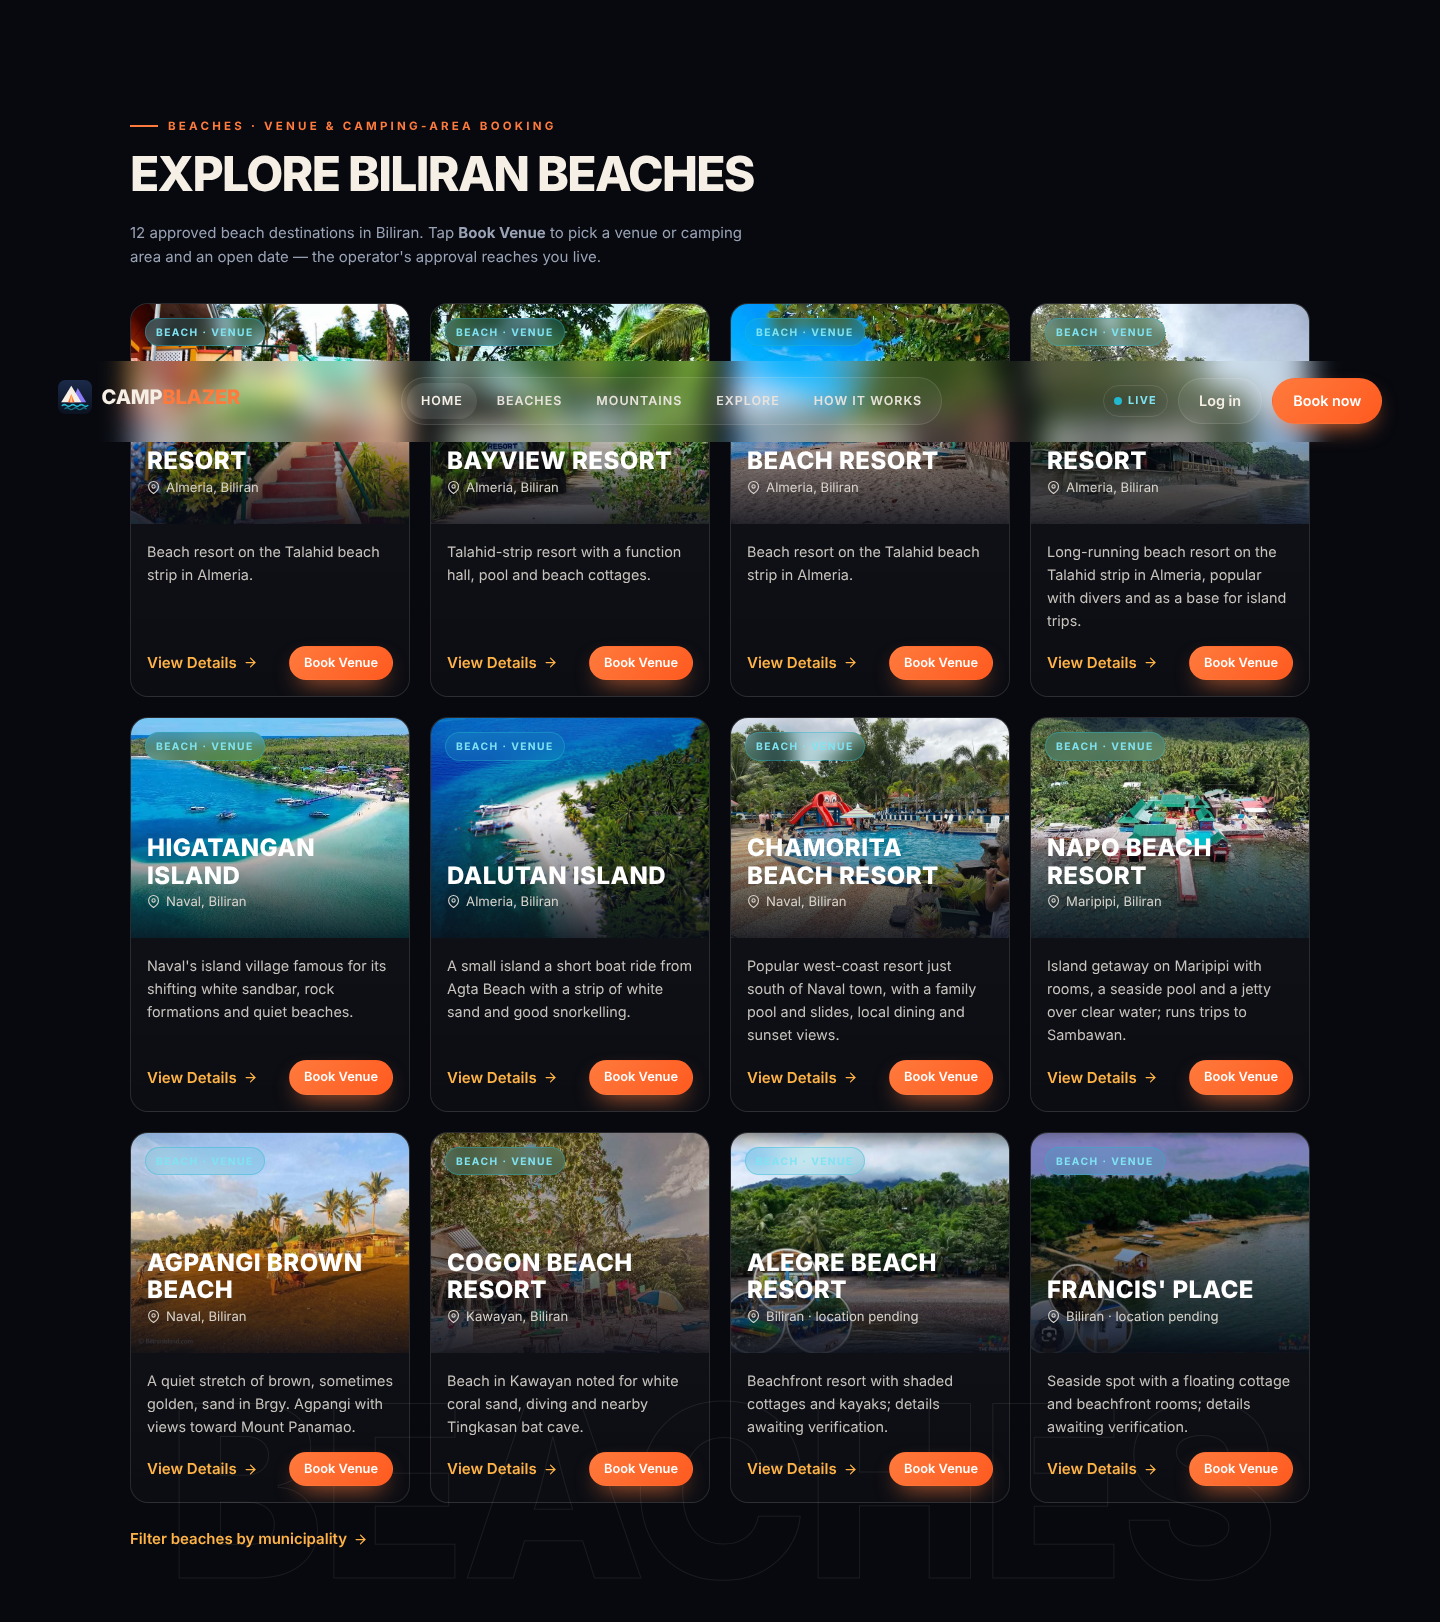 BEACHES · VENUE & CAMPING-AREA BOOKING
EXPLORE BILIRAN BEACHES
12 approved beach destinations in Biliran. Tap Book Venue to pick a venue or camping
area and an open date — the operator's approval reaches you live.
BEACH · VENUE
BEACH · VENUE
BEACH · VENUE
BEACH · VENUE
CAMPBLAZER
HOME
BEACHES
MOUNTAINS
EXPLORE
HOW IT WORKS
LIVE
Log in
Book now
RESORT
Almeria, Biliran
Beach resort on the Talahid beach
strip in Almeria.
View Details →
Book Venue
BAYVIEW RESORT
Almeria, Biliran
Talahid-strip resort with a function
hall, pool and beach cottages.
View Details →
Book Venue
BEACH RESORT
Almeria, Biliran
Beach resort on the Talahid beach
strip in Almeria.
View Details →
Book Venue
RESORT
Almeria, Biliran
Long-running beach resort on the
Talahid strip in Almeria, popular
with divers and as a base for island
trips.
View Details →
Book Venue
BEACH · VENUE
HIGATANGAN
ISLAND
Naval, Biliran
Naval's island village famous for its
shifting white sandbar, rock
formations and quiet beaches.
View Details →
Book Venue
BEACH · VENUE
DALUTAN ISLAND
Almeria, Biliran
A small island a short boat ride from
Agta Beach with a strip of white
sand and good snorkelling.
View Details →
Book Venue
BEACH · VENUE
CHAMORITA
BEACH RESORT
Naval, Biliran
Popular west-coast resort just
south of Naval town, with a family
pool and slides, local dining and
sunset views.
View Details →
Book Venue
BEACH · VENUE
NAPO BEACH
RESORT
Maripipi, Biliran
Island getaway on Maripipi with
rooms, a seaside pool and a jetty
over clear water; runs trips to
Sambawan.
View Details →
Book Venue
BEACH · VENUE
AGPANGI BROWN
BEACH
Naval, Biliran
A quiet stretch of brown, sometimes
golden, sand in Brgy. Agpangi with
views toward Mount Panamao.
View Details →
Book Venue
BEACH · VENUE
COGON BEACH
RESORT
Kawayan, Biliran
Beach in Kawayan noted for white
coral sand, diving and nearby
Tingkasan bat cave.
View Details →
Book Venue
BEACH · VENUE
ALEGRE BEACH
RESORT
Biliran · location pending
Beachfront resort with shaded
cottages and kayaks; details
awaiting verification.
View Details →
Book Venue
BEACH · VENUE
FRANCIS' PLACE
Biliran · location pending
Seaside spot with a floating cottage
and beachfront rooms; details
awaiting verification.
View Details →
Book Venue
BEACHES
Filter beaches by municipality →